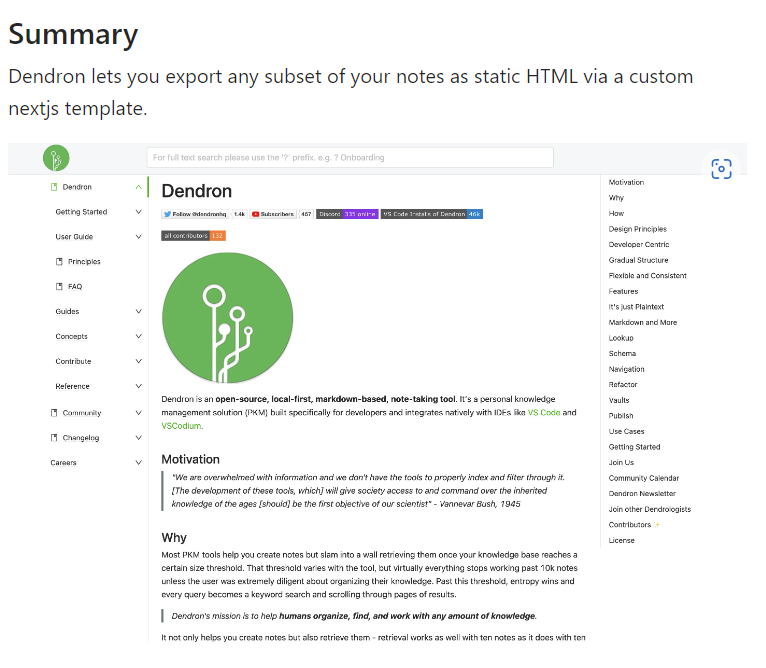 Summary
Dendron lets you export any subset of your notes as static HTML via a custom
nextjs template.
For full text search please use the '?' prefix. e.g. ? Onboarding
Dendron
Getting Started
User Guide
Principles
FAQ
Guides
Concepts
Contribute
Reference
Community
Changelog
Careers
Dendron
Follow @dendronhq 1.4k Subscribers 467 Discord 335 online VS Code Installs of Dendron 46k
all contributors 132
Dendron is an open-source, local-first, markdown-based, note-taking tool. It's a personal knowledge
management solution (PKM) built specifically for developers and integrates natively with IDEs like VS Code and
VSCodium.
Motivation
"We are overwhelmed with information and we don't have the tools to properly index and filter through it.
[The development of these tools, which] will give society access to and command over the inherited
knowledge of the ages [should] be the first objective of our scientist" - Vannevar Bush, 1945
Why
Most PKM tools help you create notes but slam into a wall retrieving them once your knowledge base reaches a
certain size threshold. That threshold varies with the tool, but virtually everything stops working past 10k notes
unless the user was extremely diligent about organizing their knowledge. Past this threshold, entropy wins and
every query becomes a keyword search and scrolling through pages of results.
Dendron's mission is to help humans organize, find, and work with any amount of knowledge.
It not only helps you create notes but also retrieve them - retrieval works as well with ten notes as it does with ten
Motivation
Why
How
Design Principles
Developer Centric
Gradual Structure
Flexible and Consistent
Features
It's just Plaintext
Markdown and More
Lookup
Schema
Navigation
Refactor
Vaults
Publish
Use Cases
Getting Started
Join Us
Community Calendar
Dendron Newsletter
Join other Dendrologists
Contributors ✨
License